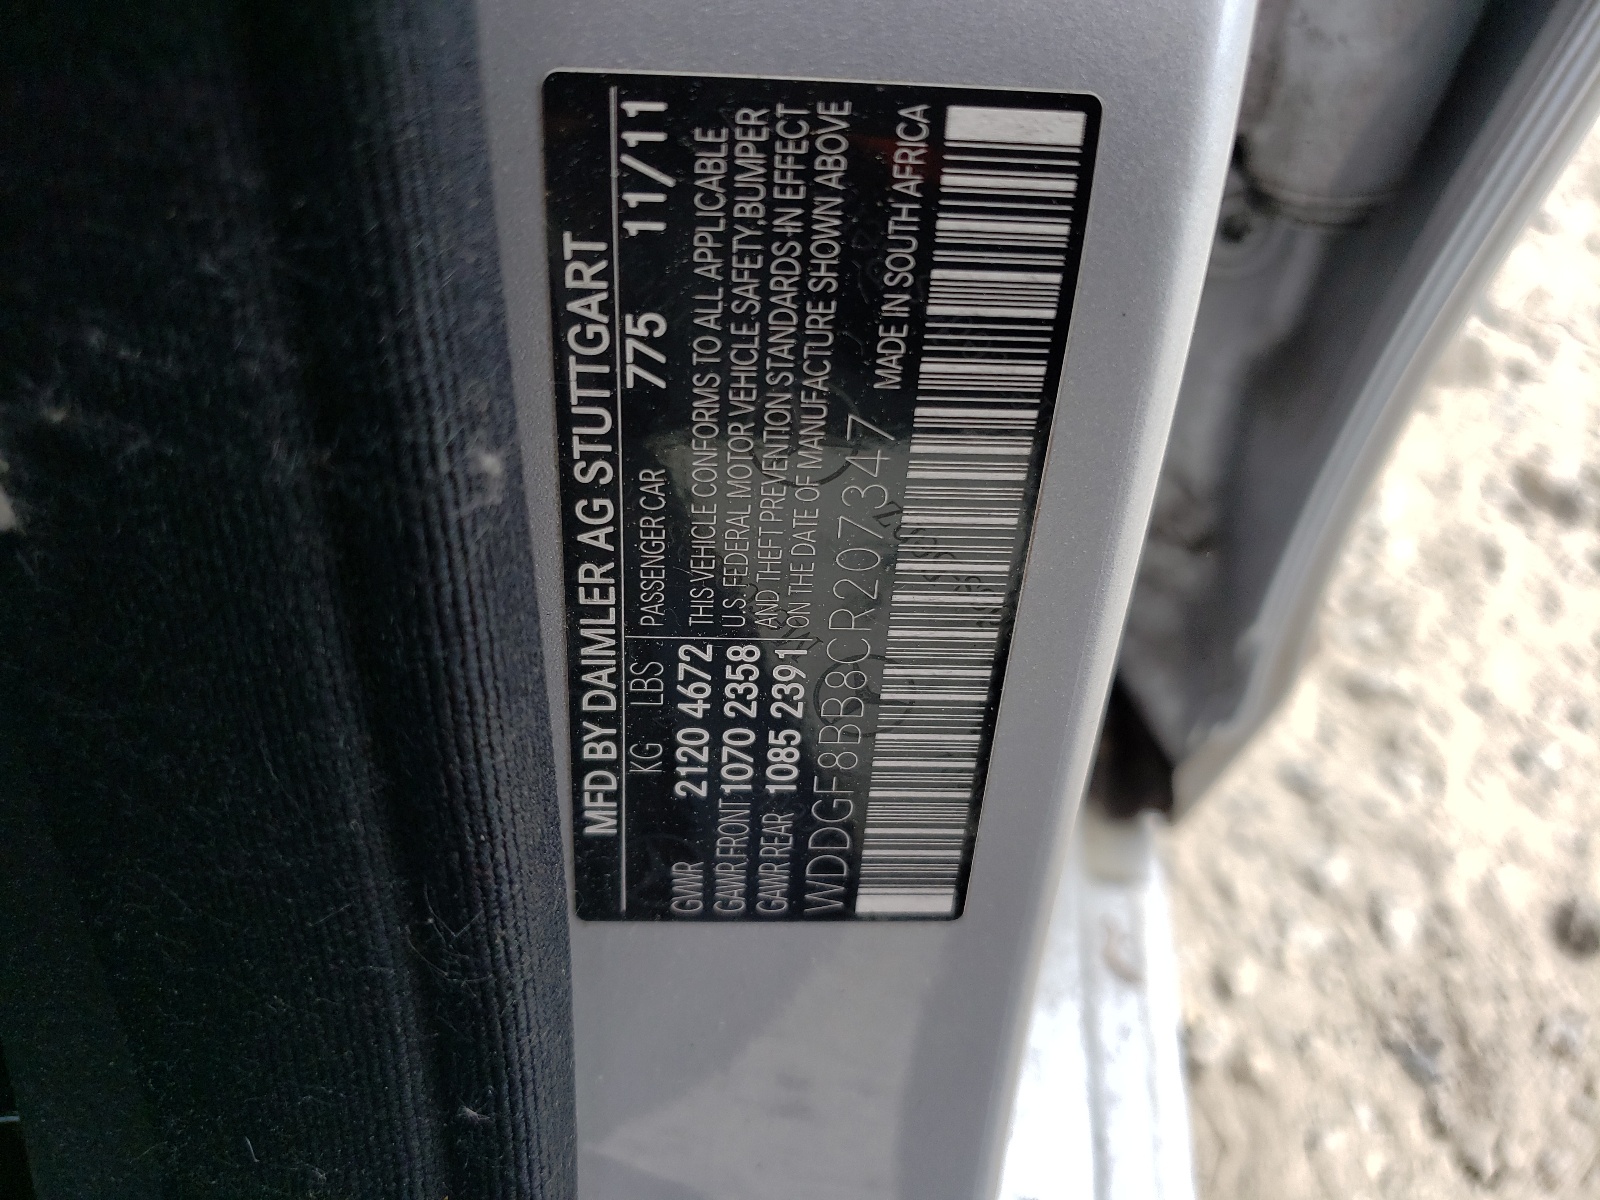 MFD BY DAIMLER AG STUTTGART
775 11/11
KG LBS PASSENGER CAR
GWR 2120 4672 THIS VEHICLE CONFORMS TO ALL APPLICABLE
GAWR FRONT 1070 2358 U.S. FEDERAL MOTOR VEHICLE SAFETY, BUMPER
GAWR REAR 1085 2391 AND THEFT PREVENTION STANDARDS IN EFFECT
ON THE DATE OF MANUFACTURE SHOWN ABOVE
WDDGF8BB8CR207347
MADE IN SOUTH AFRICA